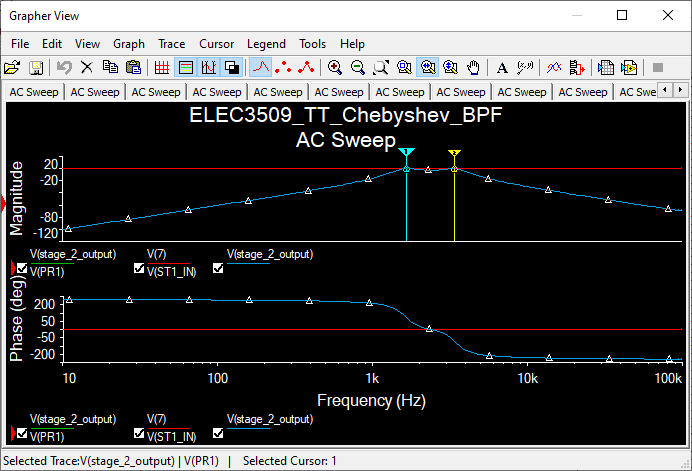 Grapher View
File Edit View Graph Trace Cursor Legend Tools Help
AC Sweep AC Sweep AC Sweep AC Sweep AC Sweep AC Sweep AC Sweep AC Sweep AC Sweep AC Swe
ELEC3509_TT_Chebyshev_BPF
AC Sweep
1 2
Magnitude
20
-20
-80
-120
V(stage_2_output) V(7) V(stage_2_output)
V(PR1) V(ST1_IN)
Phase (deg)
200
50
-50
-200
10 100 1k 10k 100k
Frequency (Hz)
V(stage_2_output) V(7) V(stage_2_output)
V(PR1) V(ST1_IN)
Selected Trace:V(stage_2_output) | V(PR1) | Selected Cursor: 1